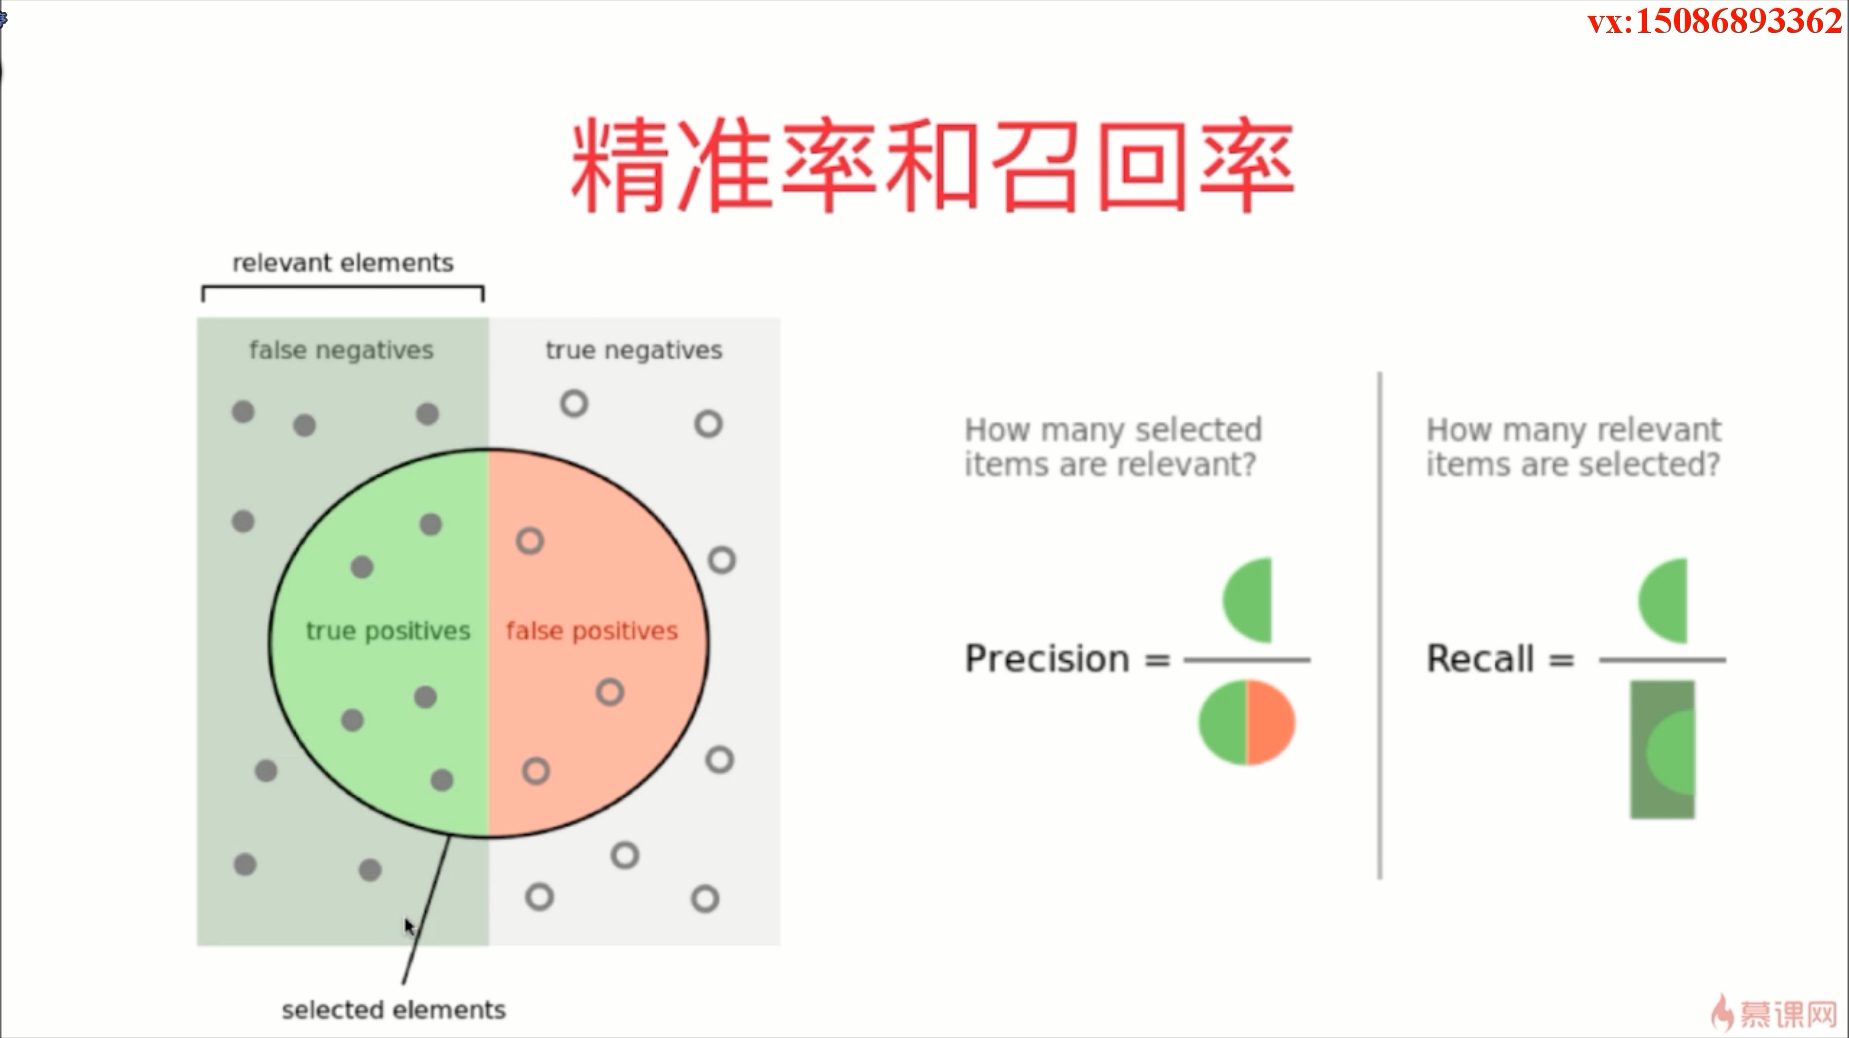 vx:15086893362
精准率和召回率
relevant elements
false negatives
true negatives
true positives
false positives
selected elements
How many selected
items are relevant?
Precision =
How many relevant
items are selected?
Recall =
慕课网